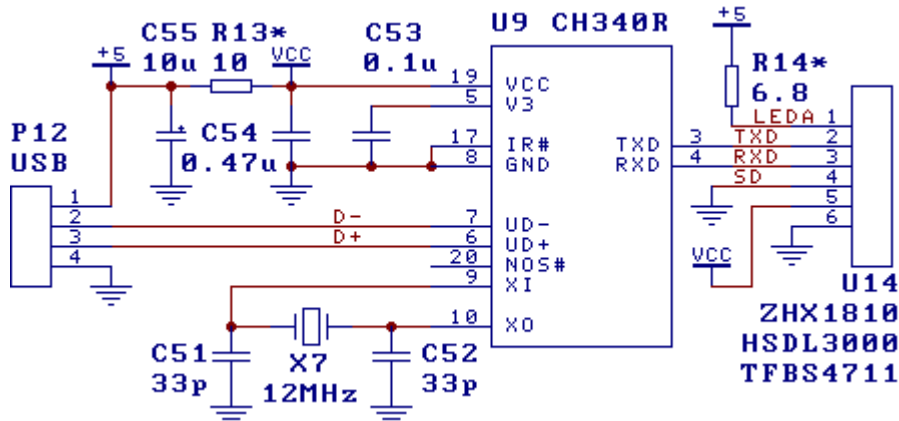 U9 CH340R
C55 R13* C53
+5 10u 10 VCC 0.1u
+5
R14*
6.8
19 VCC
5 V3
P12
USB
C54
0.47u
17 IR#
8 GND
TXD 3
RXD 4
LEDA 1
TXD 2
RXD 3
SD 4
5
6
1
2 D- 7 UD-
3 D+ 6 UD+
4
20 NOS#
9 XI
10 XO
VCC
U14
ZHX1810
HSDL3000
TFBS4711
C51
33p
X7
12MHz
C52
33p